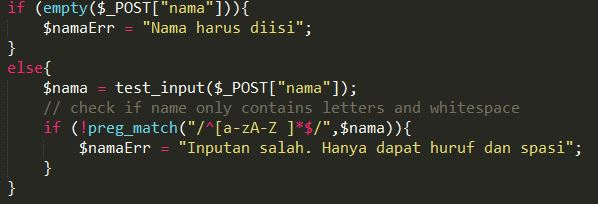 if (empty($_POST["nama"])){
$namaErr = "Nama harus diisi";
}
else{
$nama = test_input($_POST["nama"]);
// check if name only contains letters and whitespace
if (!preg_match("/^[a-zA-Z ]*$/",$nama)){
$namaErr = "Inputan salah. Hanya dapat huruf dan spasi";
}
}